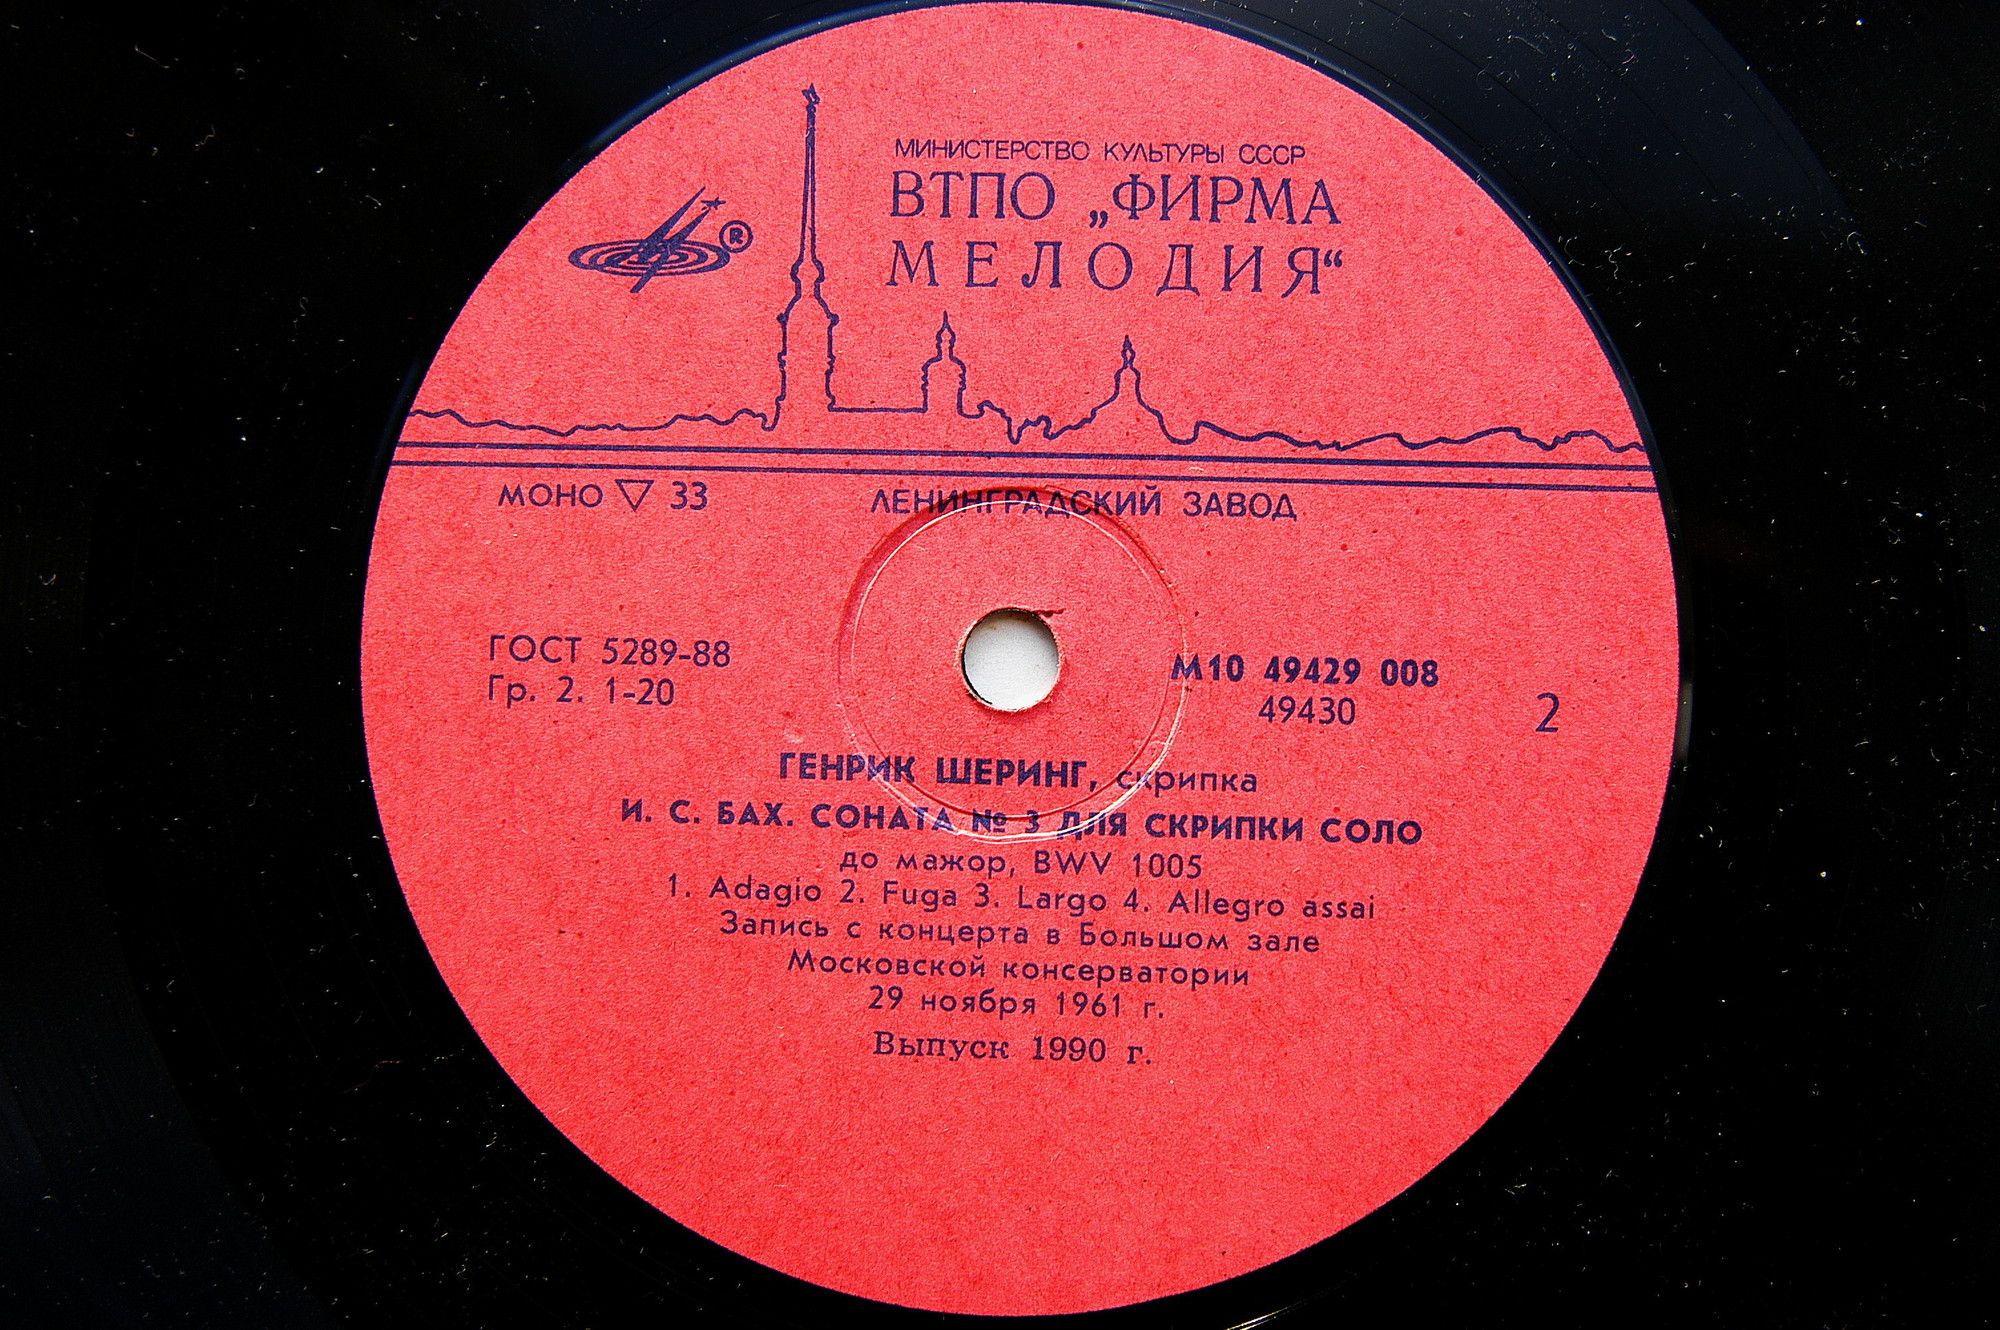 МИНИСТЕРСТВО КУЛЬТУРЫ СССР
ВТПО „ФИРМА
МЕЛОДИЯ“
®
МОНО ▽ 33
ЛЕНИНГРАДСКИЙ ЗАВОД
ГОСТ 5289-88
Гр. 2. 1-20
М10 49429 008
49430
2
ГЕНРИК ШЕРИНГ, скрипка
И. С. БАХ. СОНАТА № 3 ДЛЯ СКРИПКИ СОЛО
до мажор, BWV 1005
1. Adagio 2. Fuga 3. Largo 4. Allegro assai
Запись с концерта в Большом зале
Московской консерватории
29 ноября 1961 г.
Выпуск 1990 г.